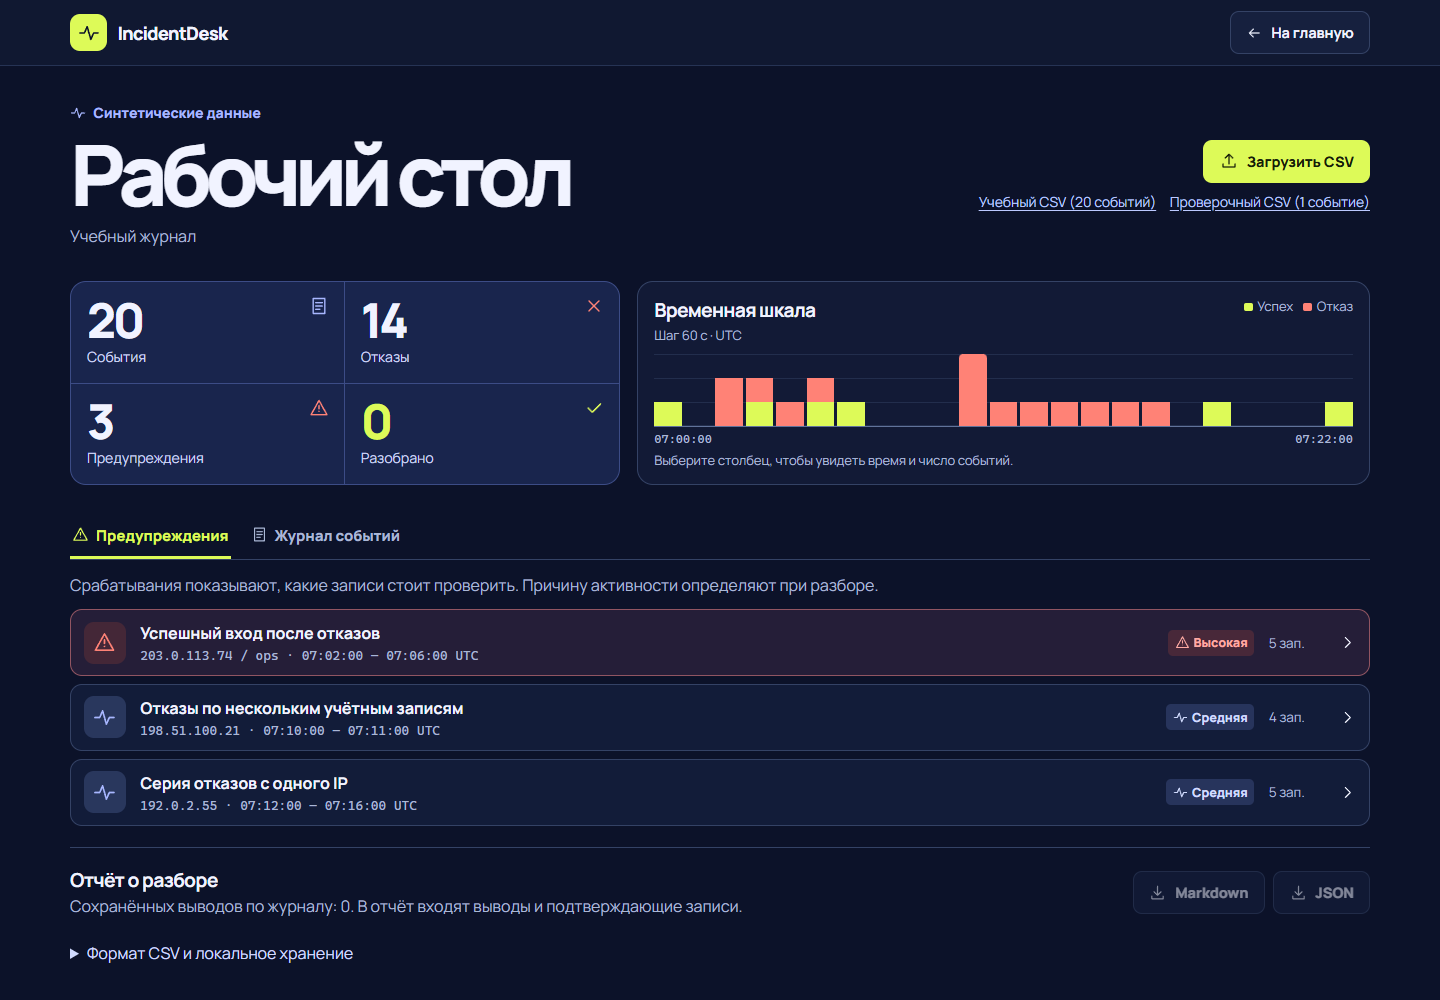 IncidentDesk
← На главную
Синтетические данные
Рабочий стол
Загрузить CSV
Учебный CSV (20 событий) Проверочный CSV (1 событие)
Учебный журнал
20
События
14
Отказы
3
Предупреждения
0
Разобрано
Временная шкала
Успех Отказ
Шаг 60 с · UTC
07:00:00 07:22:00
Выберите столбец, чтобы увидеть время и число событий.
Предупреждения Журнал событий
Срабатывания показывают, какие записи стоит проверить. Причину активности определяют при разборе.
Успешный вход после отказов
203.0.113.74 / ops · 07:02:00 — 07:06:00 UTC
Высокая 5 зап.
Отказы по нескольким учётным записям
198.51.100.21 · 07:10:00 — 07:11:00 UTC
Средняя 4 зап.
Серия отказов с одного IP
192.0.2.55 · 07:12:00 — 07:16:00 UTC
Средняя 5 зап.
Отчёт о разборе
Сохранённых выводов по журналу: 0. В отчёт входят выводы и подтверждающие записи.
Markdown JSON
Формат CSV и локальное хранение